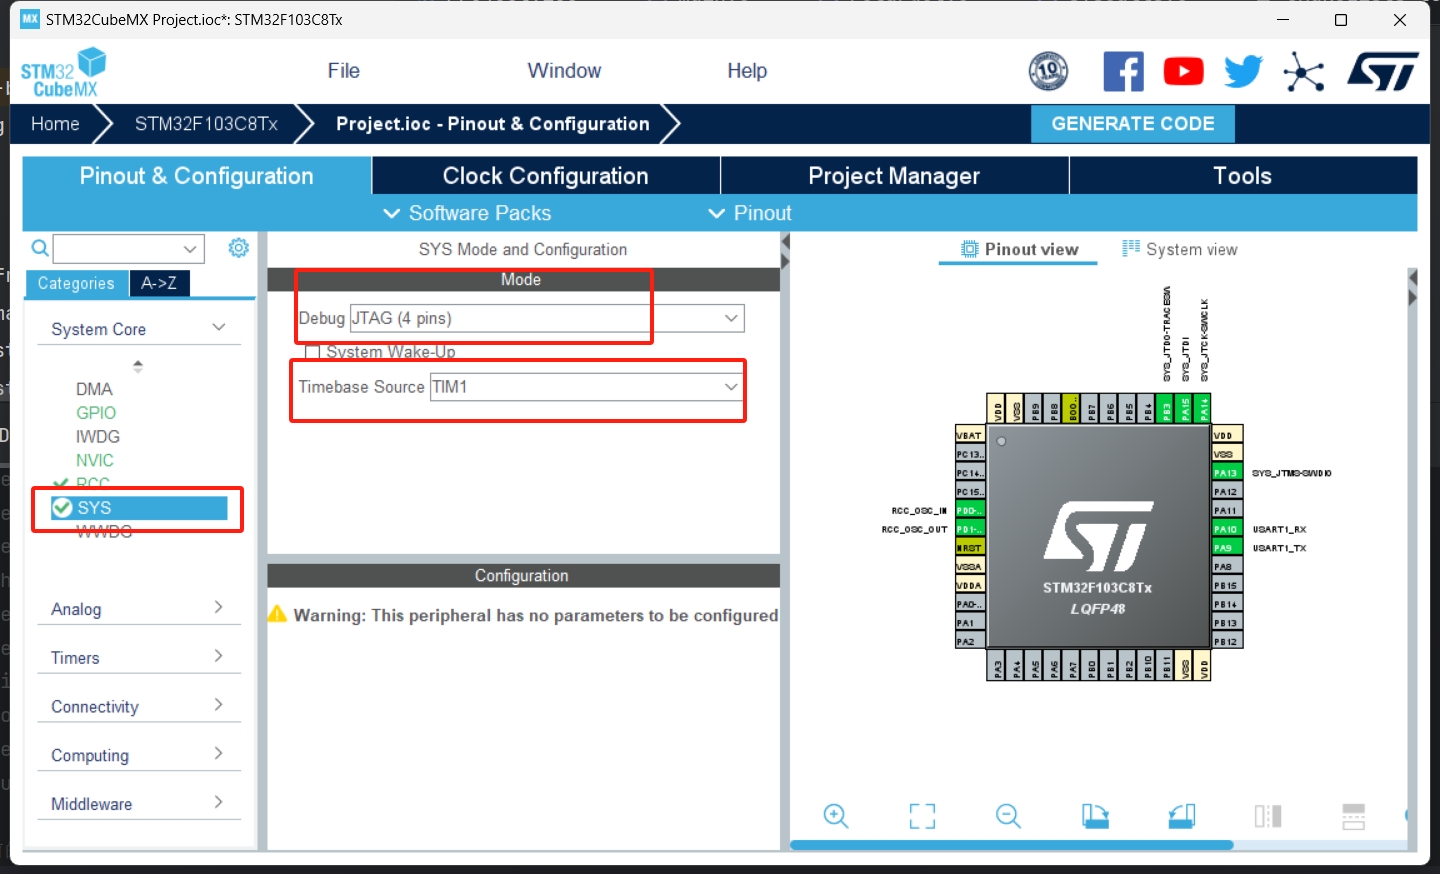 MX STM32CubeMX Project.ioc*: STM32F103C8Tx
STM32
CubeMX
File
Window
Help
10
Home
STM32F103C8Tx
Project.ioc - Pinout & Configuration
GENERATE CODE
Pinout & Configuration
Clock Configuration
Project Manager
Tools
Software Packs
Pinout
Categories
A->Z
System Core
DMA
GPIO
IWDG
NVIC
RCC
SYS
WWDG
Analog
Timers
Connectivity
Computing
Middleware
SYS Mode and Configuration
Mode
Debug JTAG (4 pins)
System Wake-Up
Timebase Source TIM1
Configuration
Warning: This peripheral has no parameters to be configured
Pinout view
System view
SYS_JTDO-TRACESW
SYS_JTDI
SYS_JTCK-SWCLK
VDD
VSS
PB9
PB8
BOO..
PB7
PB6
PB5
PB4
PB3
PA15
PA14
VBAT
PC13..
PC14..
PC15..
RCC_OSC_IN PD0-..
RCC_OSC_OUT PD1-..
NRST
VSSA
VDDA
PA0-..
PA1
PA2
STM32F103C8Tx
LQFP48
VDD
VSS
PA13 SYS_JTMS-SWDIO
PA12
PA11
PA10 USART1_RX
PA9 USART1_TX
PA8
PB15
PB14
PB13
PB12
PA3
PA4
PA5
PA6
PA7
PB0
PB1
PB2
PB10
PB11
VSS
VDD